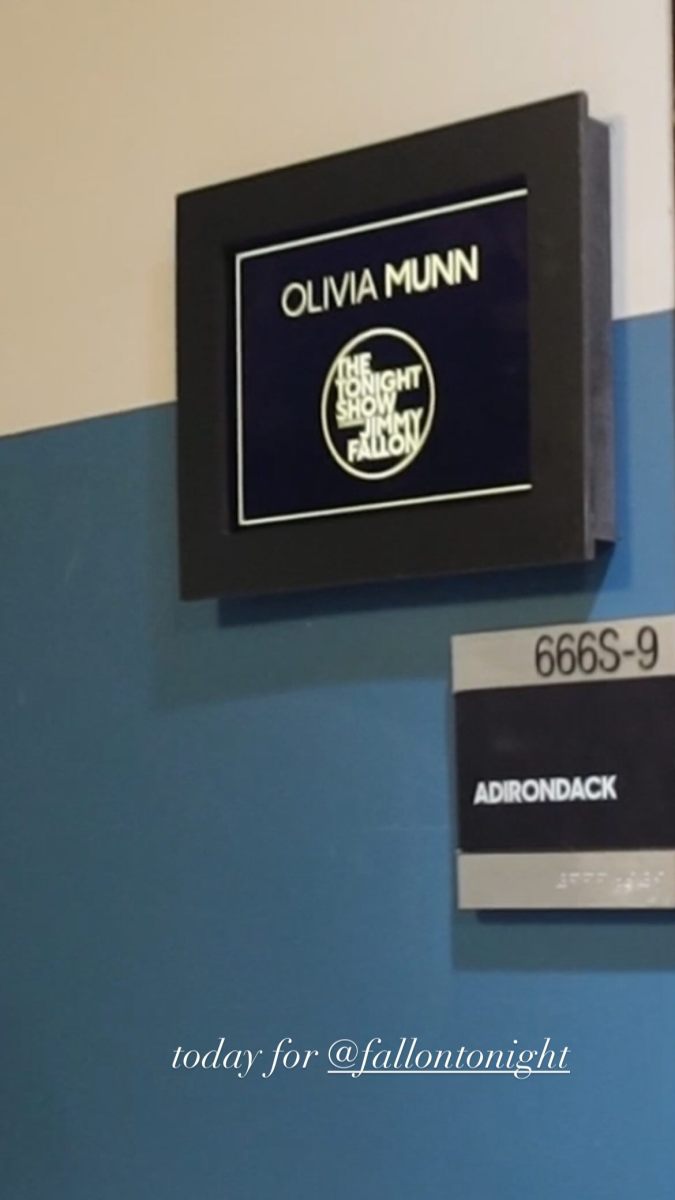 OLIVIA MUNN
THE
TONIGHT
SHOW
JIMMY
FALLON
666S-9
ADIRONDACK
today for @fallontonight